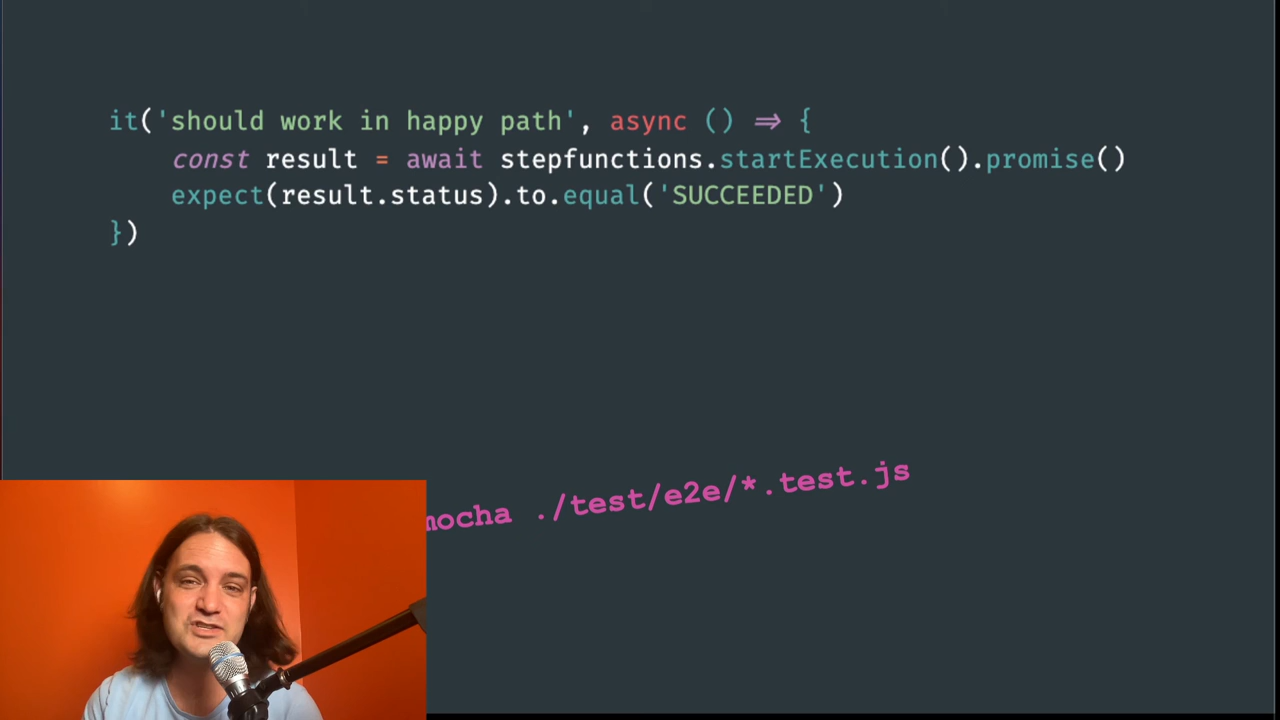 it('should work in happy path', async () => {
const result = await stepfunctions.startExecution().promise()
expect(result.status).to.equal('SUCCEEDED')
})
mocha ./test/e2e/*.test.js